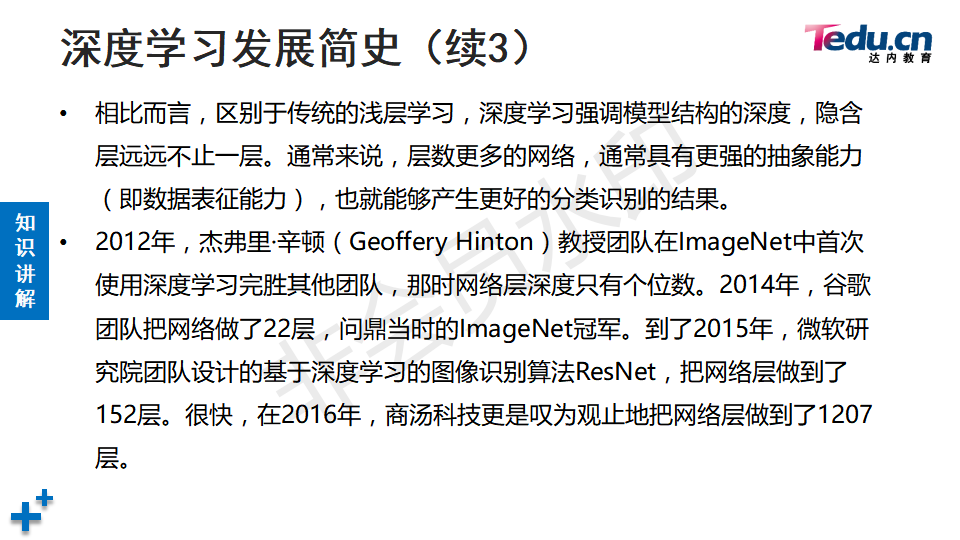 深度学习发展简史（续3）
Tedu.cn
达内教育
• 相比而言，区别于传统的浅层学习，深度学习强调模型结构的深度，隐含
层远远不止一层。通常来说，层数更多的网络，通常具有更强的抽象能力
（即数据表征能力），也就能够产生更好的分类识别的结果。
知识讲解
• 2012年，杰弗里·辛顿（Geoffery Hinton）教授团队在ImageNet中首次
使用深度学习完胜其他团队，那时网络层深度只有个位数。2014年，谷歌
团队把网络做了22层，问鼎当时的ImageNet冠军。到了2015年，微软研
究院团队设计的基于深度学习的图像识别算法ResNet，把网络层做到了
152层。很快，在2016年，商汤科技更是叹为观止地把网络层做到了1207
层。
非会员水印